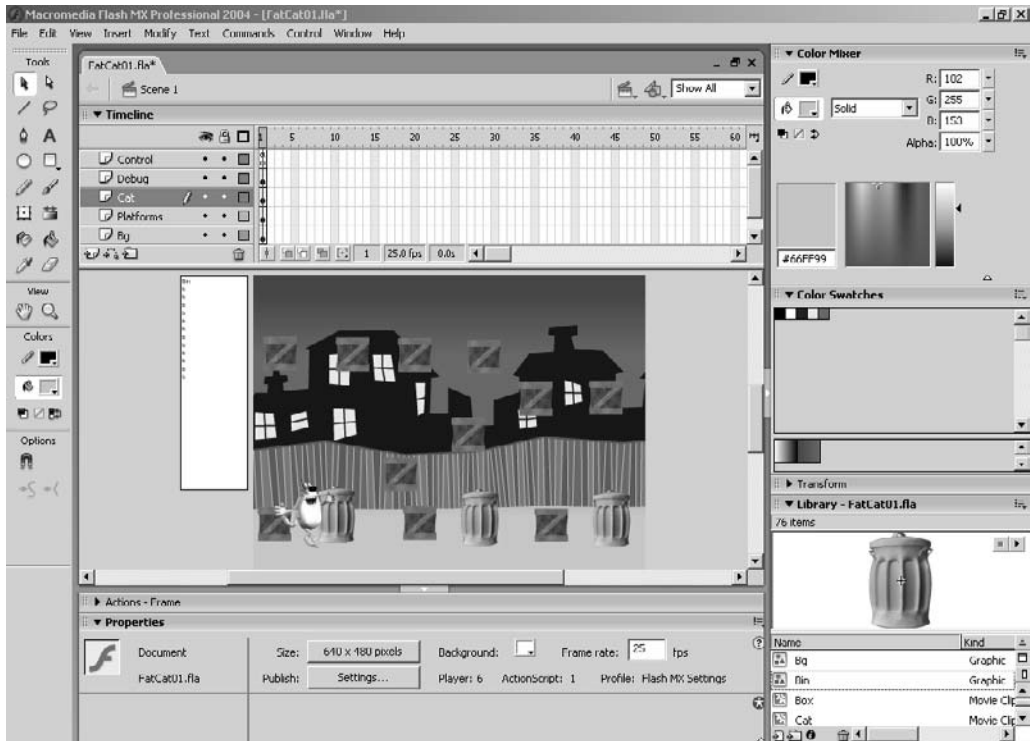 Macromedia Flash MX Professional 2004 - [FatCat01.fla*]
File Edit View Insert Modify Text Commands Control Window Help
Tools
View
Colors
Options
FatCat01.fla*
Scene 1
Show All
Timeline
1 5 10 15 20 25 30 35 40 45 50 55 60
Control
Debug
Cat
Platforms
Bg
1 25.0 fps 0.0s
Actions - Frame
Properties
Document
FatCat01.fla
Size: 640 x 480 pixels
Background:
Frame rate: 25 fps
Publish: Settings...
Player: 6 ActionScript: 1 Profile: Flash MX Settings
Color Mixer
R: 102
Solid
G: 255
B: 153
Alpha: 100%
#66FF99
Color Swatches
Transform
Library - FatCat01.fla
76 items
Name Kind
Bg Graphic
Bin Graphic
Box Movie Clip
Cat Movie Clip